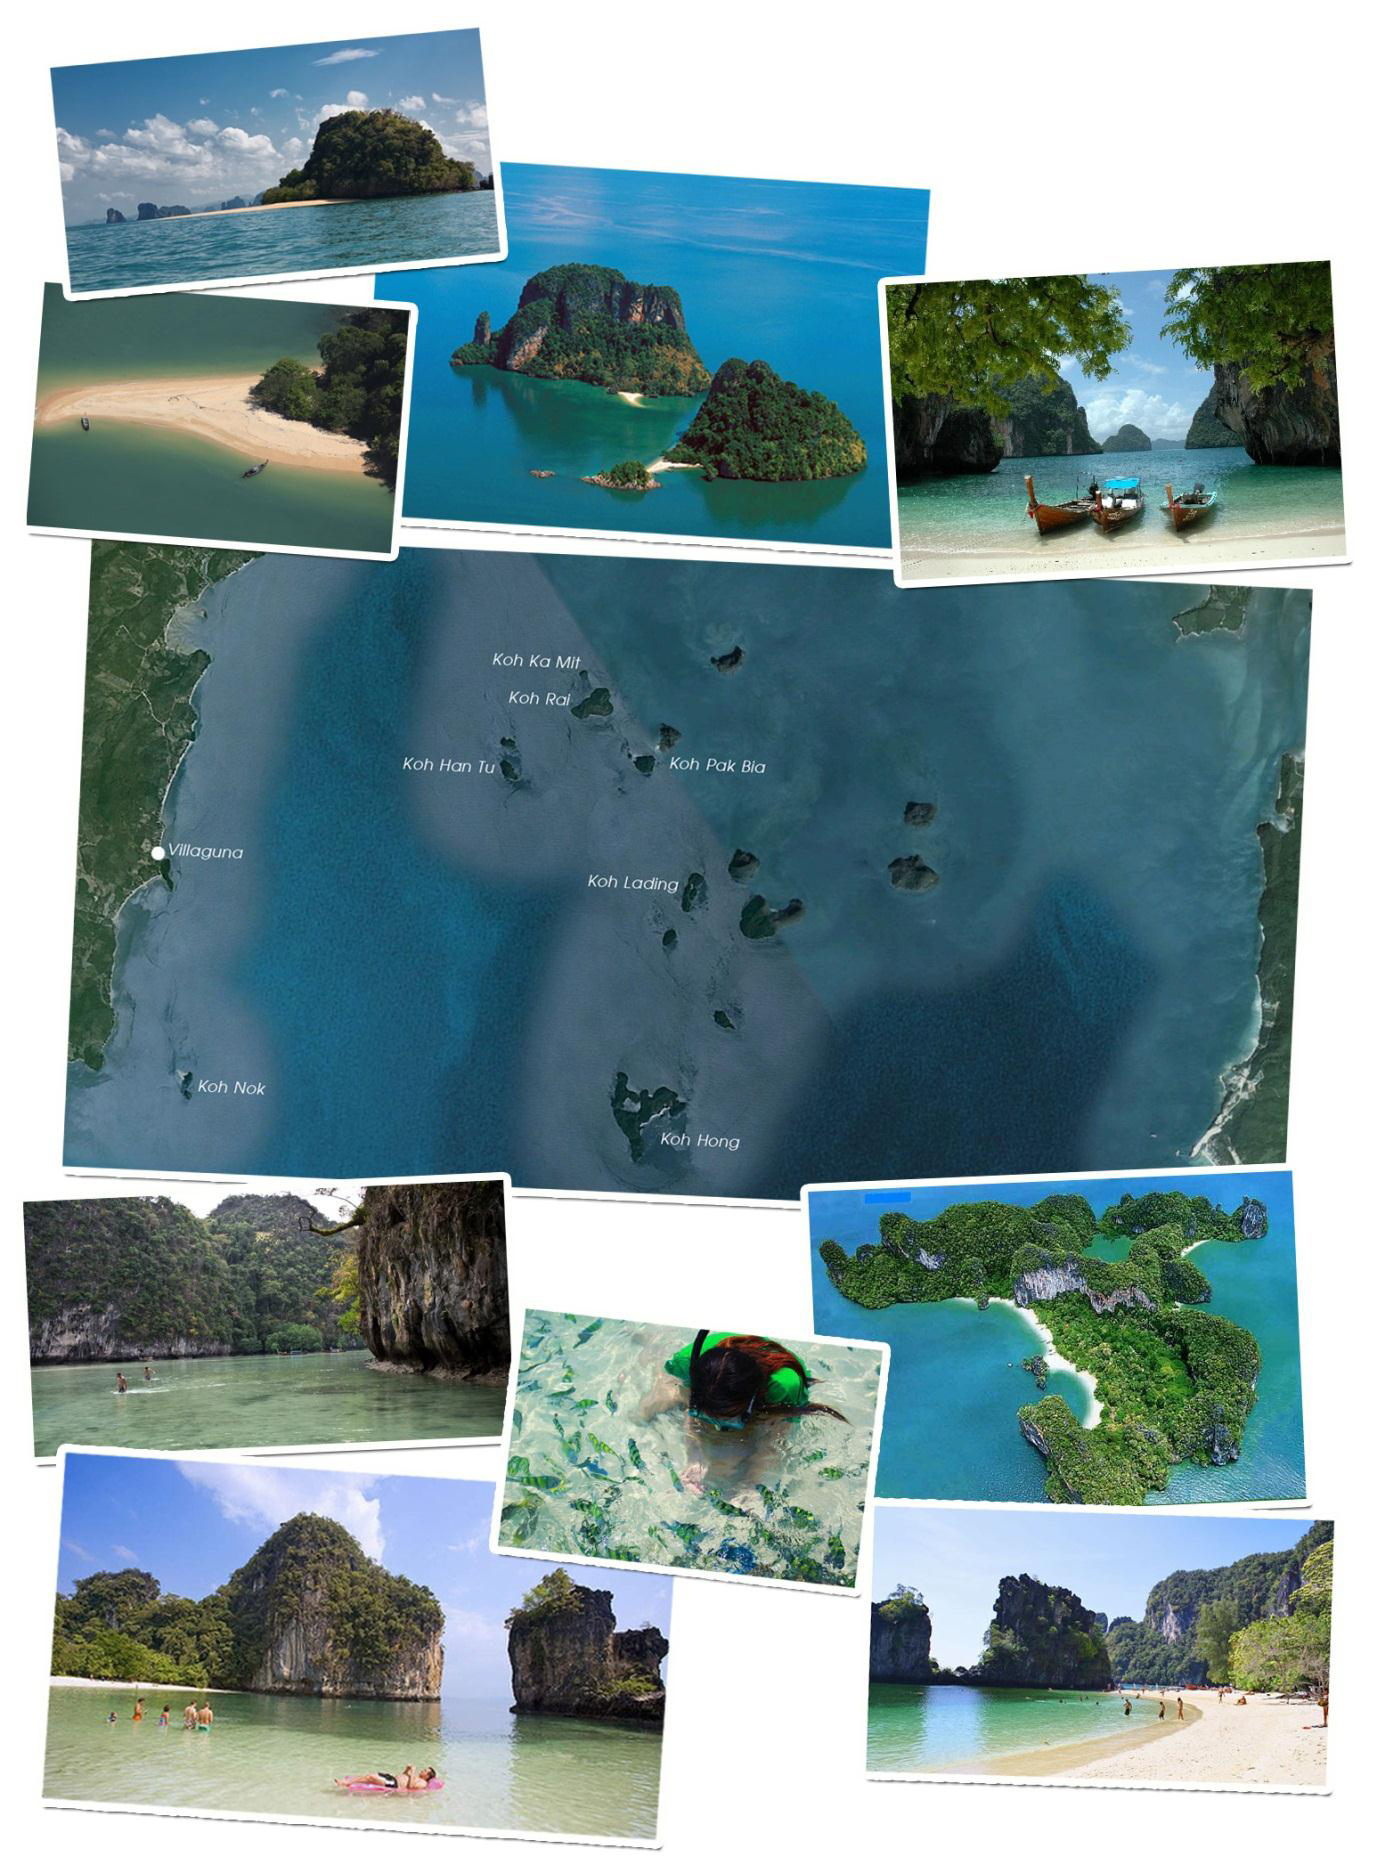 Koh Ka Mit
Koh Rai
Koh Han Tu
Koh Pak Bia
Villaguna
Koh Lading
Koh Nok
Koh Hong